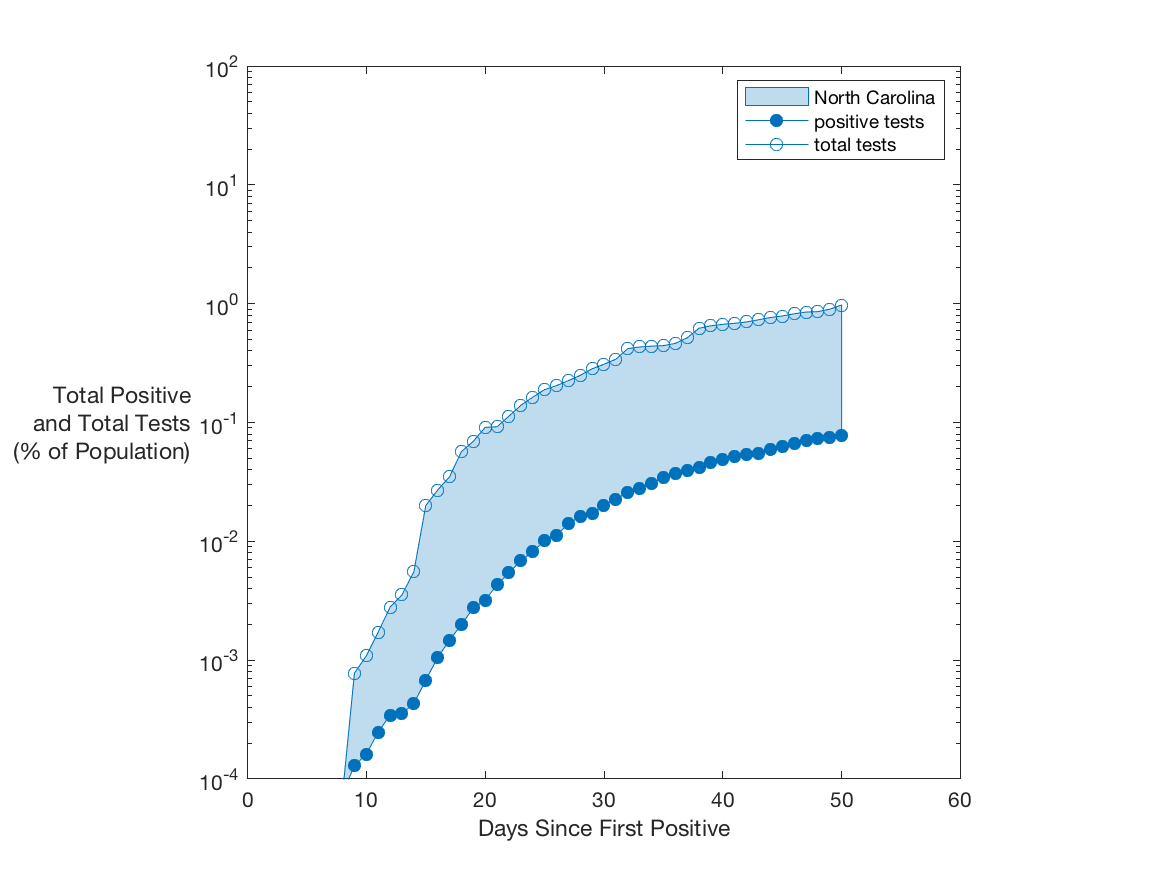 10^2
10^1
10^0
10^-1
10^-2
10^-3
10^-4
Total Positive
and Total Tests
(% of Population)
North Carolina
positive tests
total tests
0 10 20 30 40 50 60
Days Since First Positive